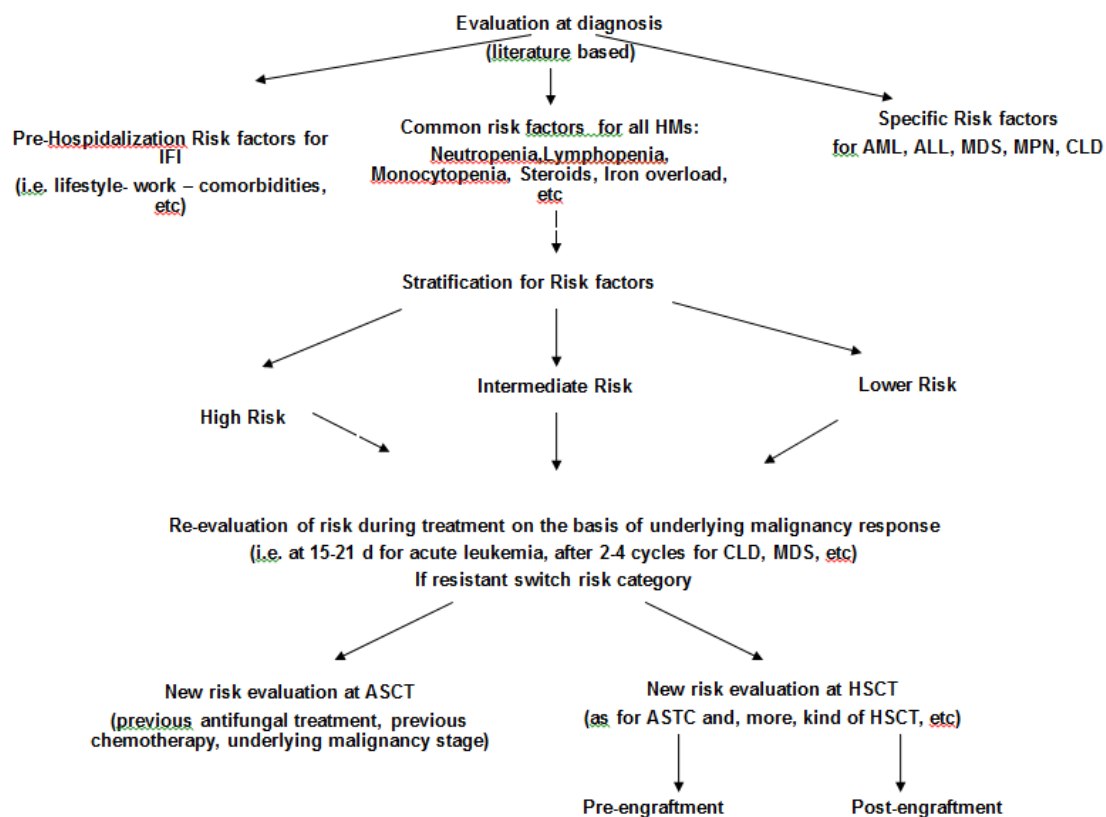 Evaluation at diagnosis
(literature based)
Pre-Hospidalization Risk factors for
IFI
(i.e. lifestyle- work – comorbidities,
etc)
Common risk factors for all HMs:
Neutropenia,Lymphopenia,
Monocytopenia, Steroids, Iron overload,
etc
Specific Risk factors
for AML, ALL, MDS, MPN, CLD
Stratification for Risk factors
High Risk
Intermediate Risk
Lower Risk
Re-evaluation of risk during treatment on the basis of underlying malignancy response
(i.e. at 15-21 d for acute leukemia, after 2-4 cycles for CLD, MDS, etc)
If resistant switch risk category
New risk evaluation at ASCT
(previous antifungal treatment, previous
chemotherapy, underlying malignancy stage)
New risk evaluation at HSCT
(as for ASTC and, more, kind of HSCT, etc)
Pre-engraftment
Post-engraftment